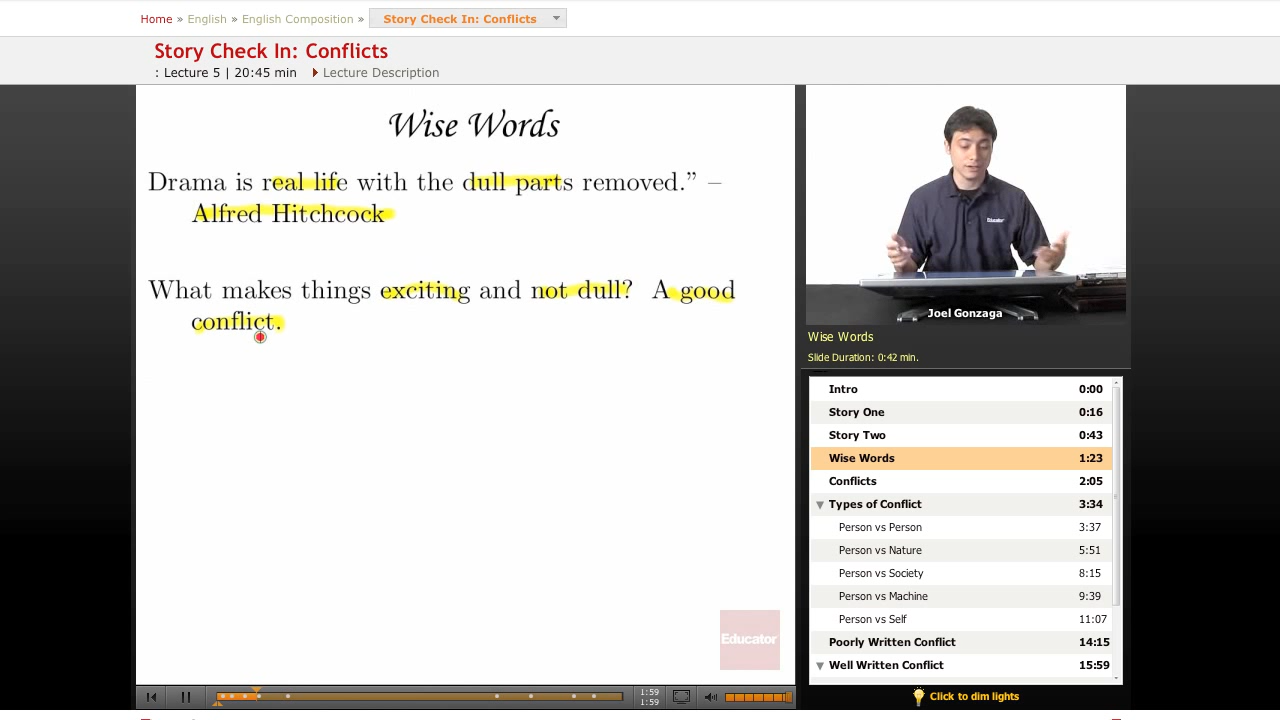 Home » English » English Composition » Story Check In: Conflicts
Story Check In: Conflicts
: Lecture 5 | 20:45 min Lecture Description
Wise Words
Drama is real life with the dull parts removed.” –
Alfred Hitchcock
What makes things exciting and not dull? A good
conflict.
Educator
Educator
Joel Gonzaga
Wise Words
Slide Duration: 0:42 min.
Intro 0:00
Story One 0:16
Story Two 0:43
Wise Words 1:23
Conflicts 2:05
Types of Conflict 3:34
Person vs Person 3:37
Person vs Nature 5:51
Person vs Society 8:15
Person vs Machine 9:39
Person vs Self 11:07
Poorly Written Conflict 14:15
Well Written Conflict 15:59
1:59
1:59
Click to dim lights